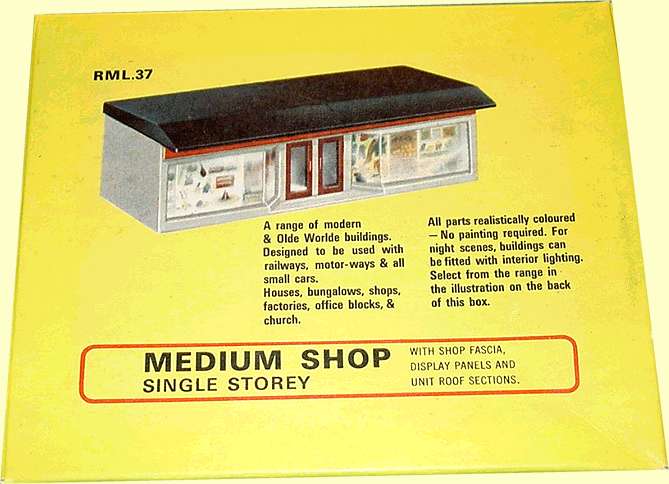 RML.37
A range of modern
& Olde Worlde buildings.
Designed to be used with
railways, motor-ways & all
small cars.
Houses, bungalows, shops,
factories, office blocks, &
church.
All parts realistically coloured
— No painting required. For
night scenes, buildings can
be fitted with interior lighting.
Select from the range in
the illustration on the back
of this box.
MEDIUM SHOP
SINGLE STOREY
WITH SHOP FASCIA,
DISPLAY PANELS AND
UNIT ROOF SECTIONS.